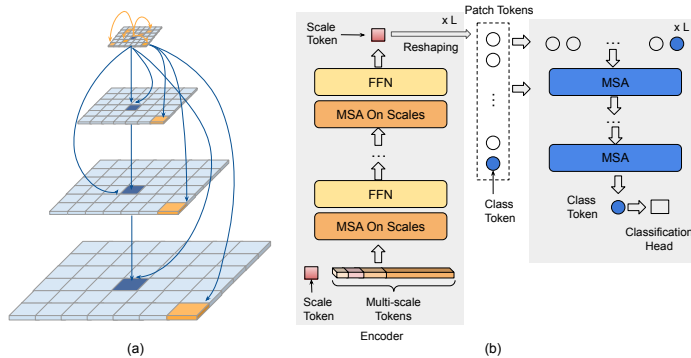 Scale
Token
x L
Reshaping
FFN
MSA On Scales
...
FFN
MSA On Scales
Scale
Token
Multi-scale
Tokens
Encoder
Patch Tokens
...
Class
Token
x L
...
MSA
...
MSA
Class
Token
Classification
Head
(a)
(b)